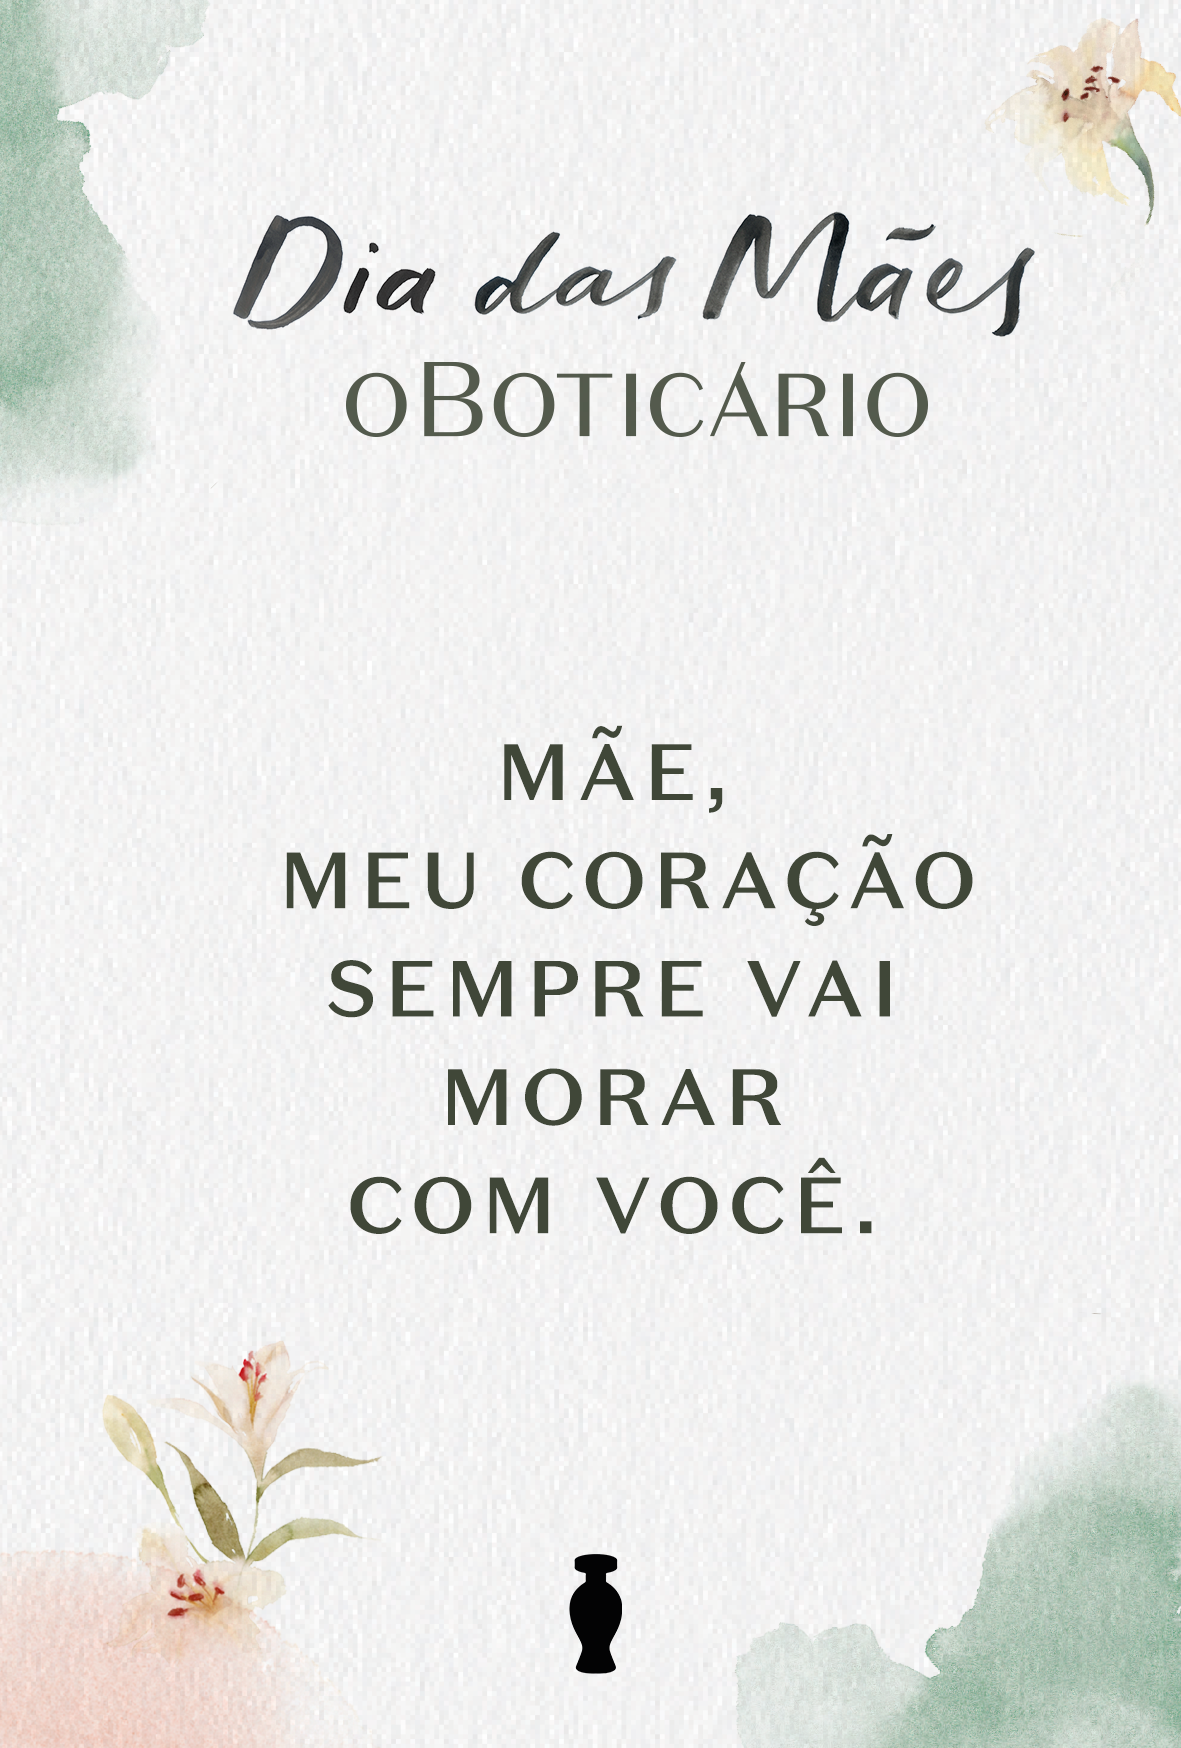 Dia das Mães
oBoticário
MÃE,
MEU CORAÇÃO
SEMPRE VAI
MORAR
COM VOCÊ.